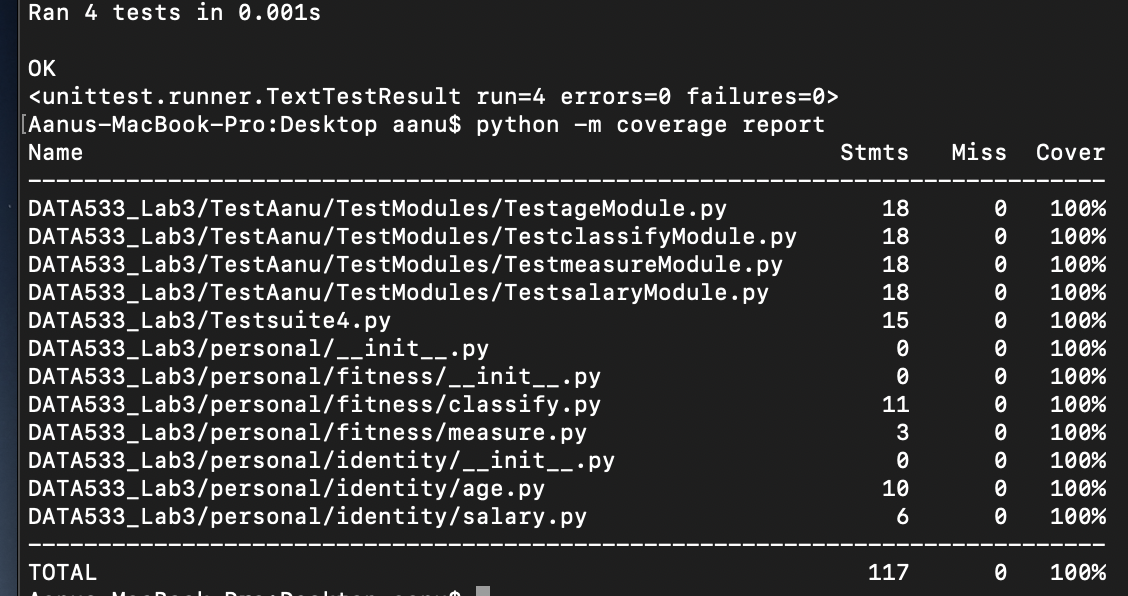 Ran 4 tests in 0.001s
OK
<unittest.runner.TextTestResult run=4 errors=0 failures=0>
[Aanus-MacBook-Pro:Desktop aanu$ python -m coverage report
Name Stmts Miss Cover
--------------------------------------------------------------------------------
DATA533_Lab3/TestAanu/TestModules/TestageModule.py 18 0 100%
DATA533_Lab3/TestAanu/TestModules/TestclassifyModule.py 18 0 100%
DATA533_Lab3/TestAanu/TestModules/TestmeasureModule.py 18 0 100%
DATA533_Lab3/TestAanu/TestModules/TestsalaryModule.py 18 0 100%
DATA533_Lab3/Testsuite4.py 15 0 100%
DATA533_Lab3/personal/__init__.py 0 0 100%
DATA533_Lab3/personal/fitness/__init__.py 0 0 100%
DATA533_Lab3/personal/fitness/classify.py 11 0 100%
DATA533_Lab3/personal/fitness/measure.py 3 0 100%
DATA533_Lab3/personal/identity/__init__.py 0 0 100%
DATA533_Lab3/personal/identity/age.py 10 0 100%
DATA533_Lab3/personal/identity/salary.py 6 0 100%
--------------------------------------------------------------------------------
TOTAL 117 0 100%
Aanus-MacBook-Pro:Desktop aanu$